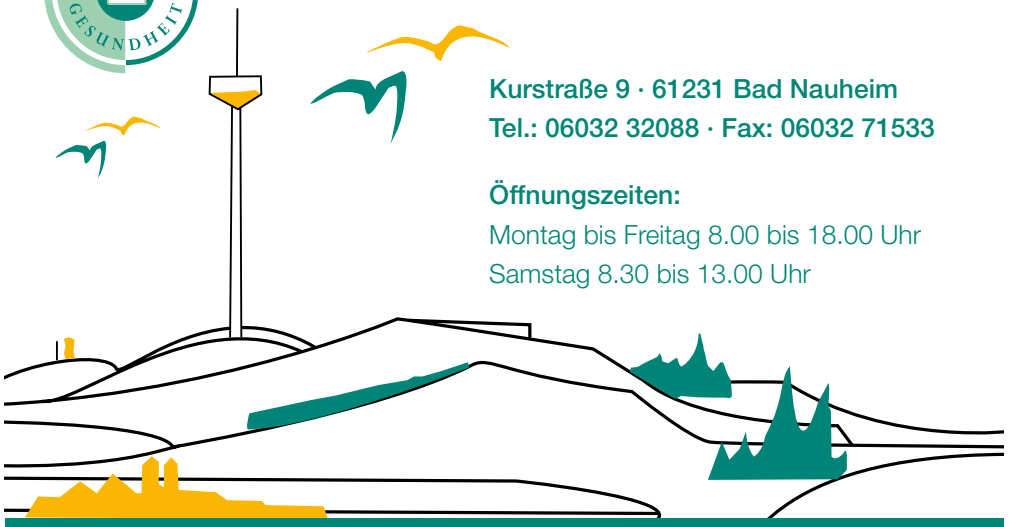 GESUNDHEIT
Kurstraße 9 · 61231 Bad Nauheim
Tel.: 06032 32088 · Fax: 06032 71533
Öffnungszeiten:
Montag bis Freitag 8.00 bis 18.00 Uhr
Samstag 8.30 bis 13.00 Uhr